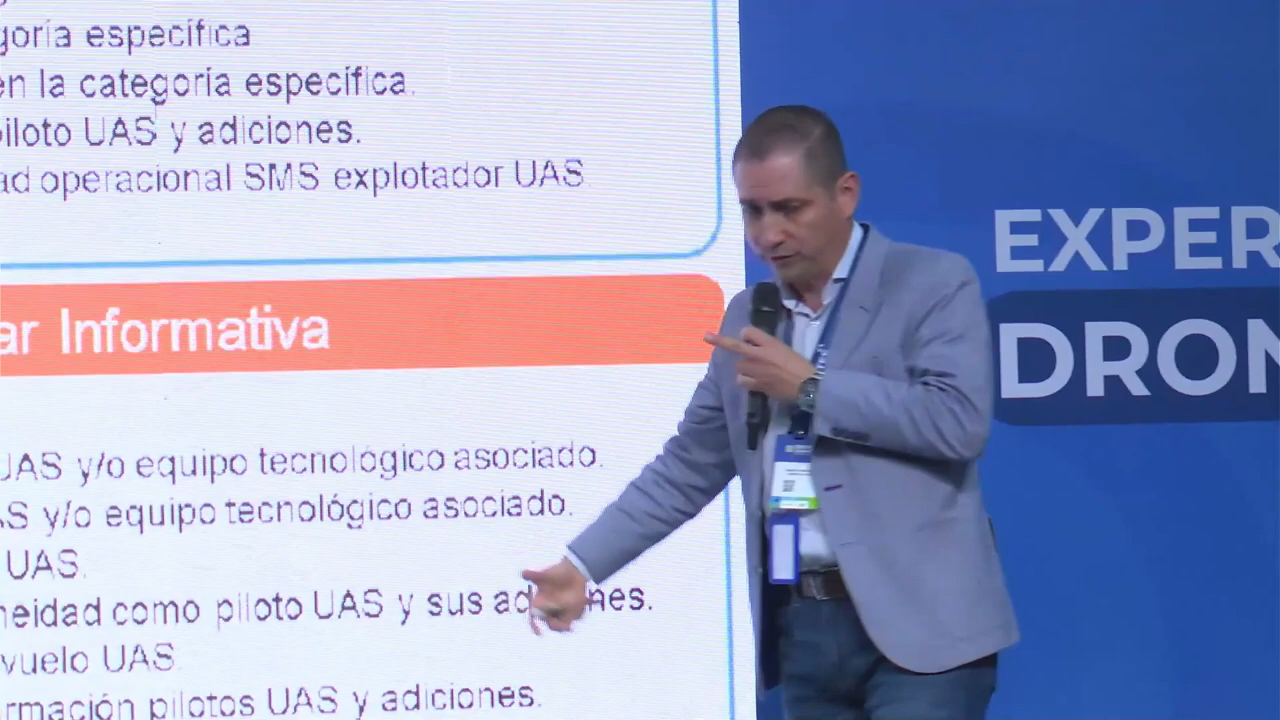 goría específica
en la categoría específica.
piloto UAS y adiciones.
ad operacional SMS explotador UAS.
ar Informativa
UAS y/o equipo tecnológico asociado.
AS y/o equipo tecnológico asociado.
UAS.
neidad como piloto UAS y sus
vuelo UAS.
rmación pilotos UAS y adiciones.
EXPER
DRON